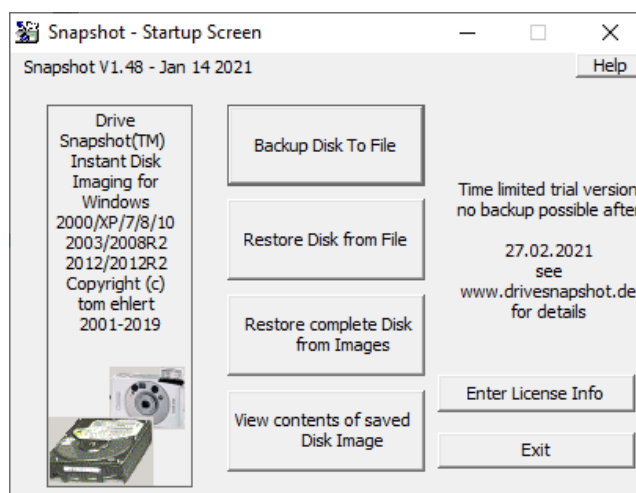 Snapshot - Startup Screen
Snapshot V1.48 - Jan 14 2021
Help
Drive
Snapshot(TM)
Instant Disk
Imaging for
Windows
2000/XP/7/8/10
2003/2008R2
2012/2012R2
Copyright (c)
tom ehlert
2001-2019
Backup Disk To File
Restore Disk from File
Restore complete Disk
from Images
View contents of saved
Disk Image
Time limited trial version
no backup possible after
27.02.2021
see
www.drivesnapshot.de
for details
Enter License Info
Exit